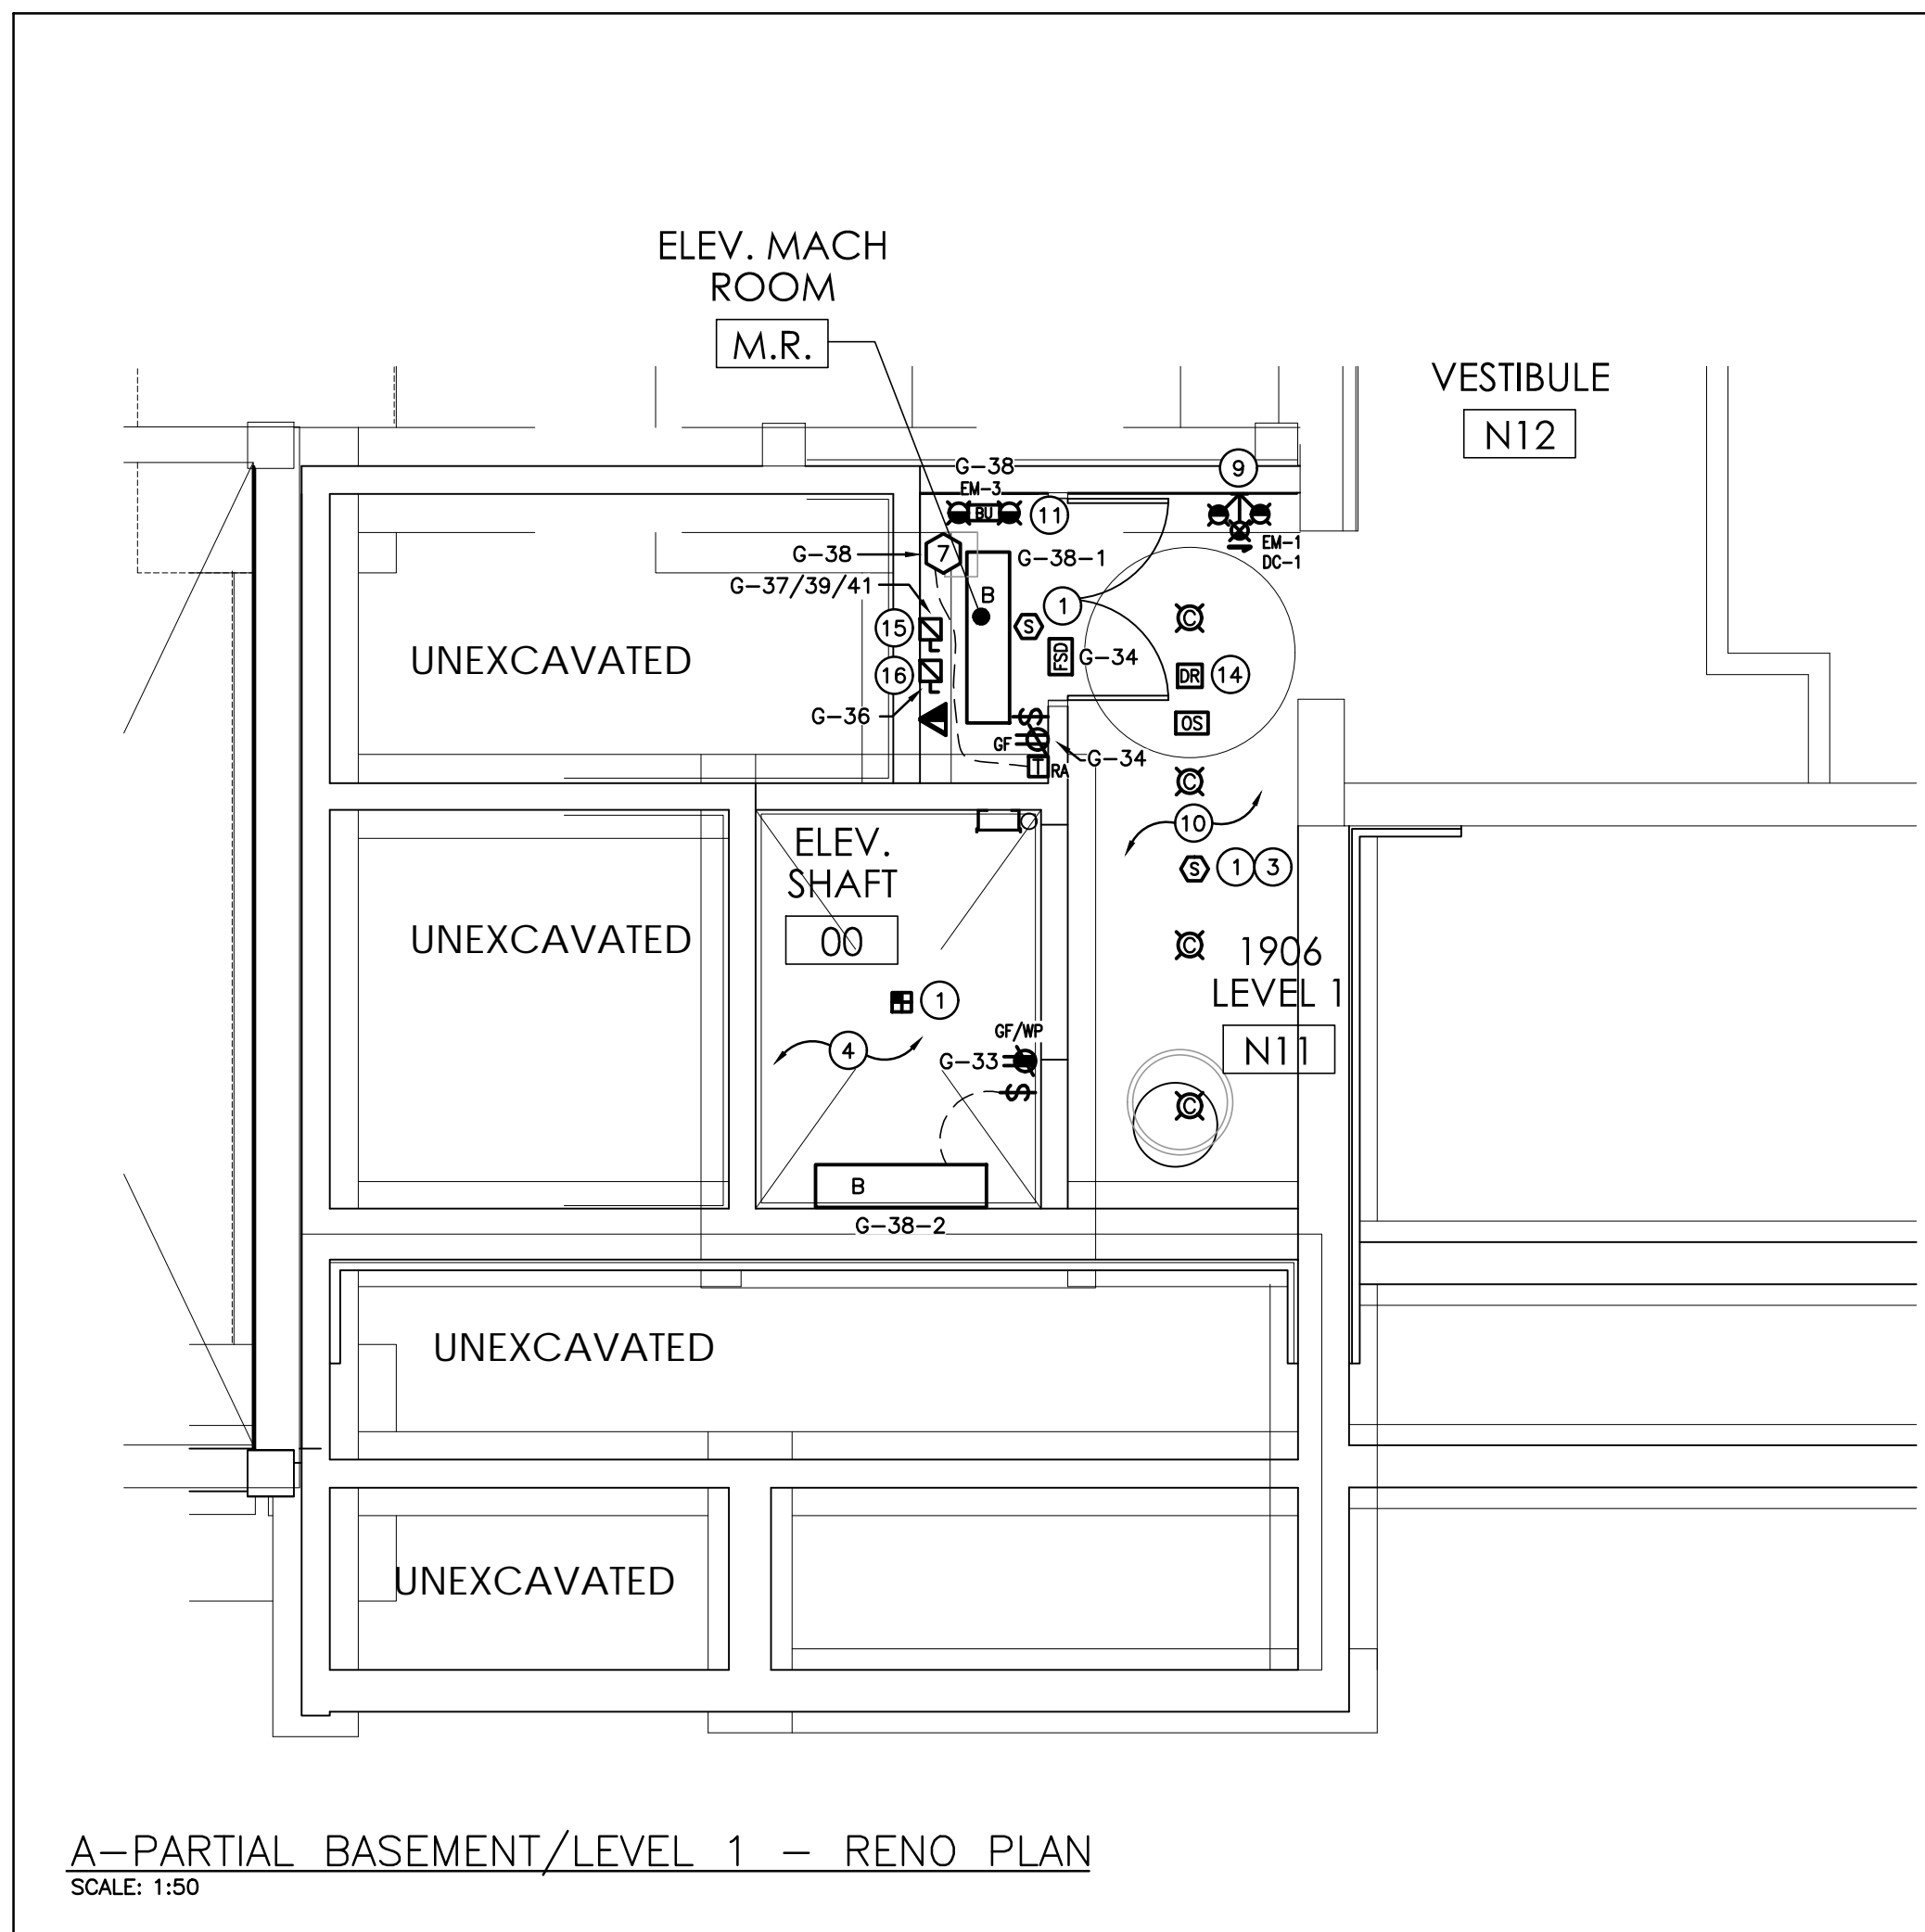 ELEV. MACH
ROOM
M.R.
VESTIBULE
N12
G-38
9
EM-3
BU
11
EM-1
DC-1
G-38
7
G-38-1
G-37/39/41
B
1
C
15
S
UNEXCAVATED
FSD
G-34
DR
14
16
G-36
OS
GF
G-34
T
RA
C
10
ELEV.
SHAFT
00
S
1
3
UNEXCAVATED
C
1906
LEVEL 1
N11
1
GF/WP
4
G-33
C
B
G-38-2
UNEXCAVATED
UNEXCAVATED
A-PARTIAL BASEMENT/LEVEL 1 - RENO PLAN
SCALE: 1:50